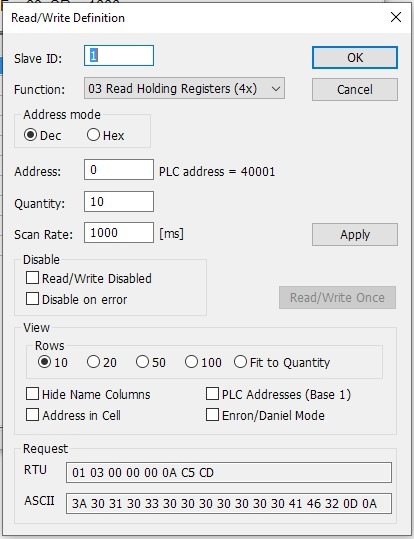 Read/Write Definition
Slave ID: 1 OK
Function: 03 Read Holding Registers (4x) Cancel
Address mode
Dec Hex
Address: 0 PLC address = 40001
Quantity: 10
Scan Rate: 1000 [ms] Apply
Disable
Read/Write Disabled
Disable on error
Read/Write Once
View
Rows
10 20 50 100 Fit to Quantity
Hide Name Columns PLC Addresses (Base 1)
Address in Cell Enron/Daniel Mode
Request
RTU 01 03 00 00 00 0A C5 CD
ASCII 3A 30 31 30 33 30 30 30 30 30 30 30 41 46 32 0D 0A